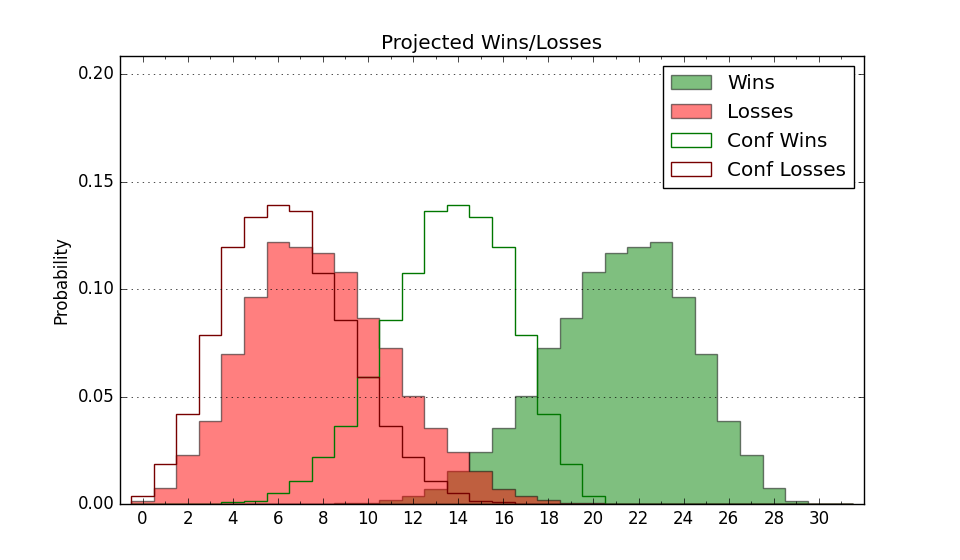 Projected Wins/Losses
Probability
0.20
0.15
0.10
0.05
0.00
0 2 4 6 8 10 12 14 16 18 20 22 24 26 28 30
Wins
Losses
Conf Wins
Conf Losses